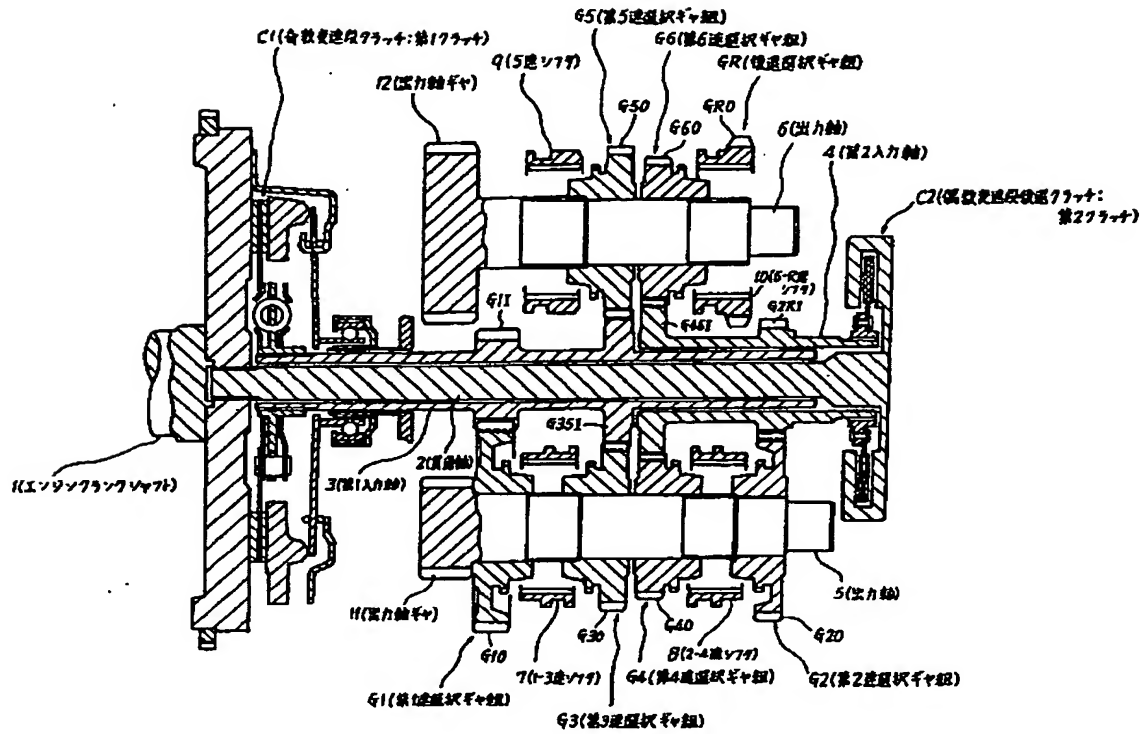 G5(第5速選択ギヤ組)
C1(奇数変速段クラッチ:第1クラッチ)
G6(第6速選択ギヤ組)
9(5速シフタ)
GR(後退選択ギヤ組)
12(出力軸ギヤ)
G50
GRO
G60
6(出力軸)
4(第2入力軸)
C2(偶数変速段後退クラッチ:
第2クラッチ)
10(6-R速
シフタ)
G1I
G2RI
G46I
G35I
2(貫通軸)
3(第1入力軸)
1(エンジンクランクシャフト)
5(出力軸)
11(出力軸ギヤ)
G30
G40
G20
G10
7(1-3速シフタ)
8(2-4速シフタ)
G4(第4速選択ギヤ組)
G2(第2速選択ギヤ組)
G1(第1速選択ギヤ組)
G3(第3速選択ギヤ組)